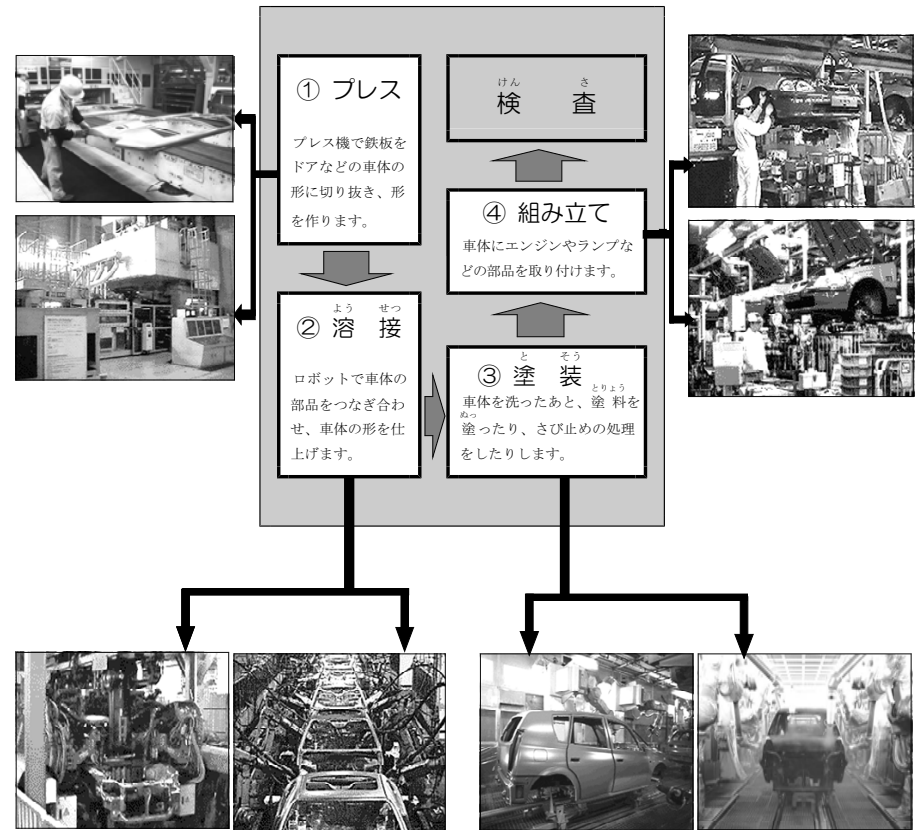 ① プレス
プレス機で鉄板を
ドアなどの車体の
形に切り抜き、形
を作ります。
よう せつ
② 溶 接
ロボットで車体の
部品をつなぎ合わ
せ、車体の形を仕
上げます。
と そう
③ 塗 装
とりょう
車体を洗ったあと、塗 料を
ぬっ
塗ったり、さび止めの処理
をしたりします。
④ 組み立て
車体にエンジンやランプな
どの部品を取り付けます。
けん さ
検 査